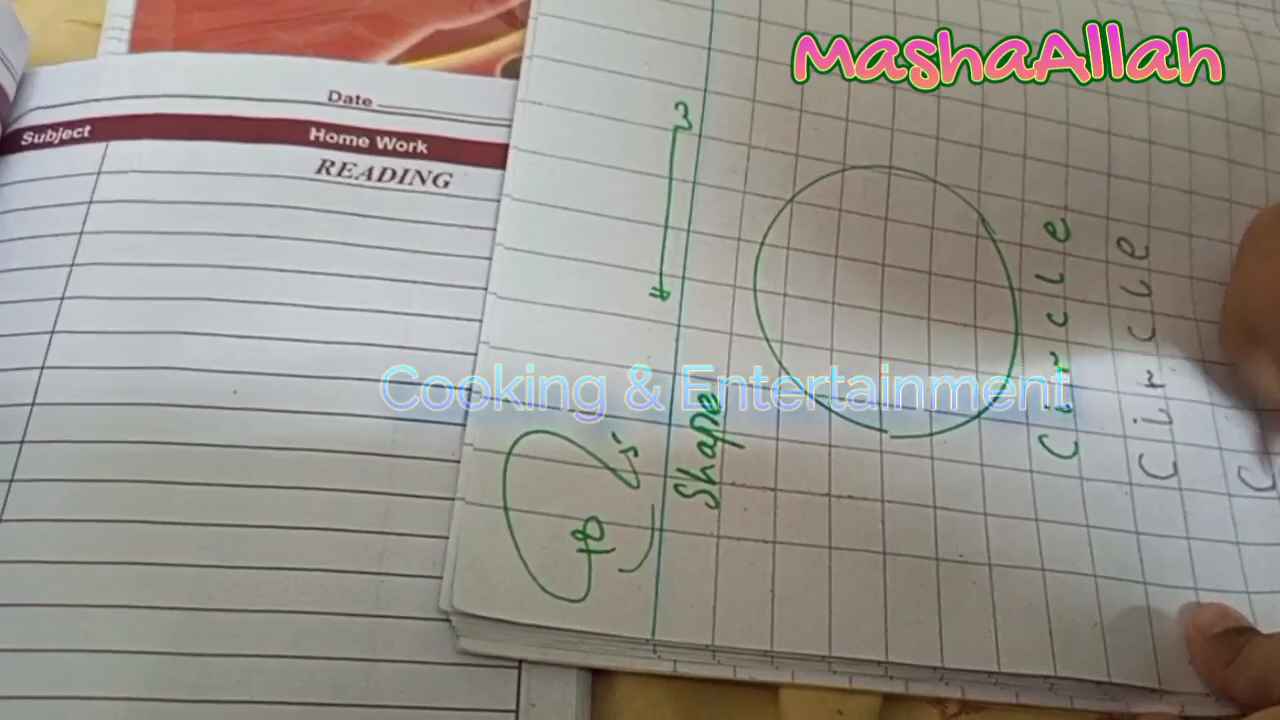 MashaAllah
Date
Subject Home Work
READING
Cooking & Entertainment
Shape
Circle
Circle
C